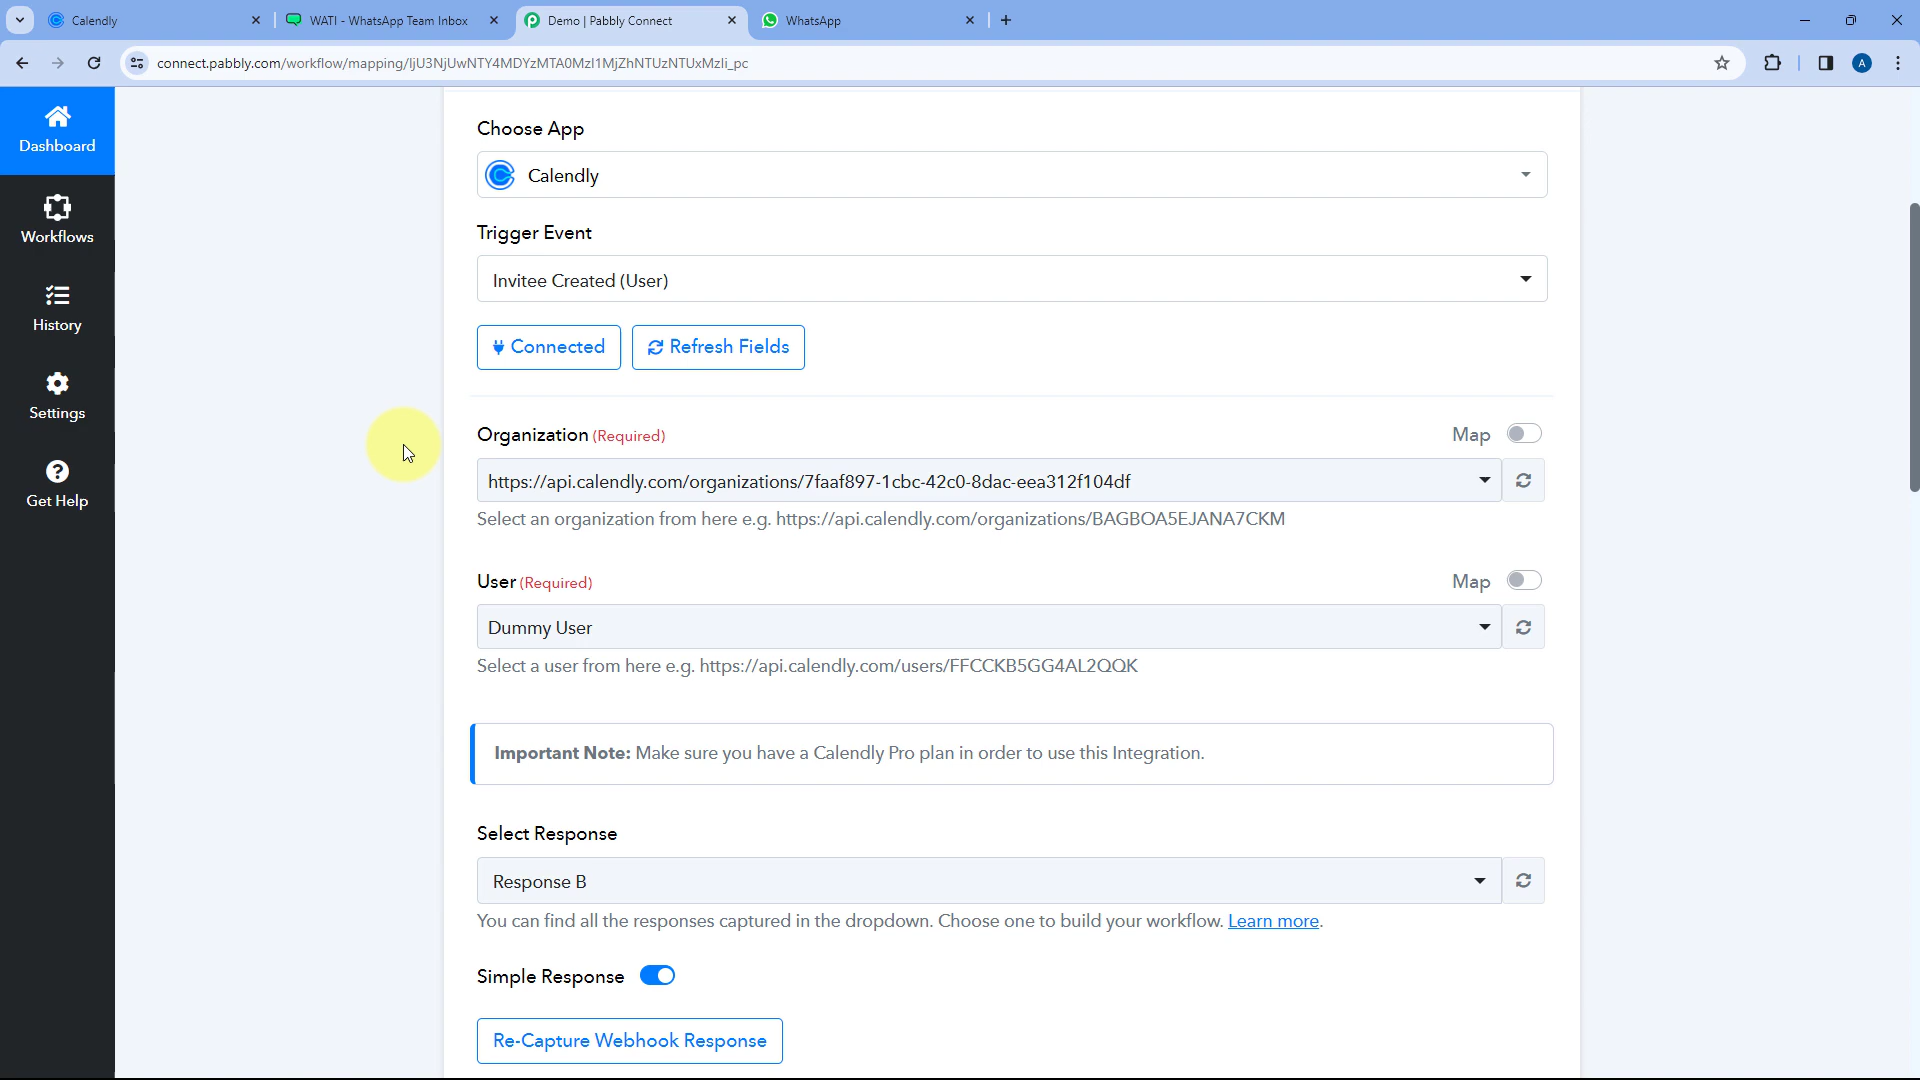 Calendly
WATI - WhatsApp Team Inbox
Demo | Pabbly Connect
WhatsApp
connect.pabbly.com/workflow/mapping/IjU3NjUwNTY4MDYzMTA0MzI1MjZhNTUzNTUxMzIi_pc
A
Dashboard
Workflows
History
Settings
Get Help
Choose App
Calendly
Trigger Event
Invitee Created (User)
Connected
Refresh Fields
Organization (Required)
Map
https://api.calendly.com/organizations/7faaf897-1cbc-42c0-8dac-eea312f104df
Select an organization from here e.g. https://api.calendly.com/organizations/BAGBOA5EJANA7CKM
User (Required)
Map
Dummy User
Select a user from here e.g. https://api.calendly.com/users/FFCCKB5GG4AL2QQK
Important Note: Make sure you have a Calendly Pro plan in order to use this Integration.
Select Response
Response B
You can find all the responses captured in the dropdown. Choose one to build your workflow. Learn more.
Simple Response
Re-Capture Webhook Response